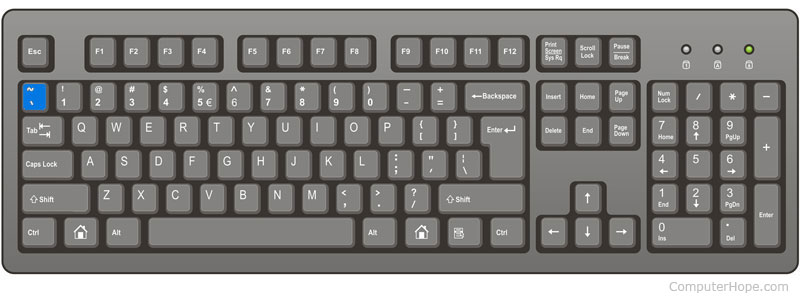 Esc F1 F2 F3 F4 F5 F6 F7 F8 F9 F10 F11 F12
Print
Screen
Sys Rq
Scroll
Lock
Pause
Break
1 A
~ ! @ # $ % ^ & * ( ) _ +
` 1 2 3 4 5 € 6 7 8 9 0 - =
←Backspace
Insert Home
Page
Up
Num
Lock
/ * −
Tab Q W E R T Y U I O P
{ }
[ ]
Enter ↵
Delete End
Page
Down
7 8 9 +
Home ↑ PgUp
Caps Lock A S D F G H J K L
: " ¦
; ' \
4 5 6
← →
⇧ Shift Z X C V B N M
< > ?
, . /
⇧ Shift
↑
1 2 3
End ↓ PgDn
Enter
Ctrl Alt Alt Ctrl
← ↓ →
0 .
Ins Del
ComputerHope.com